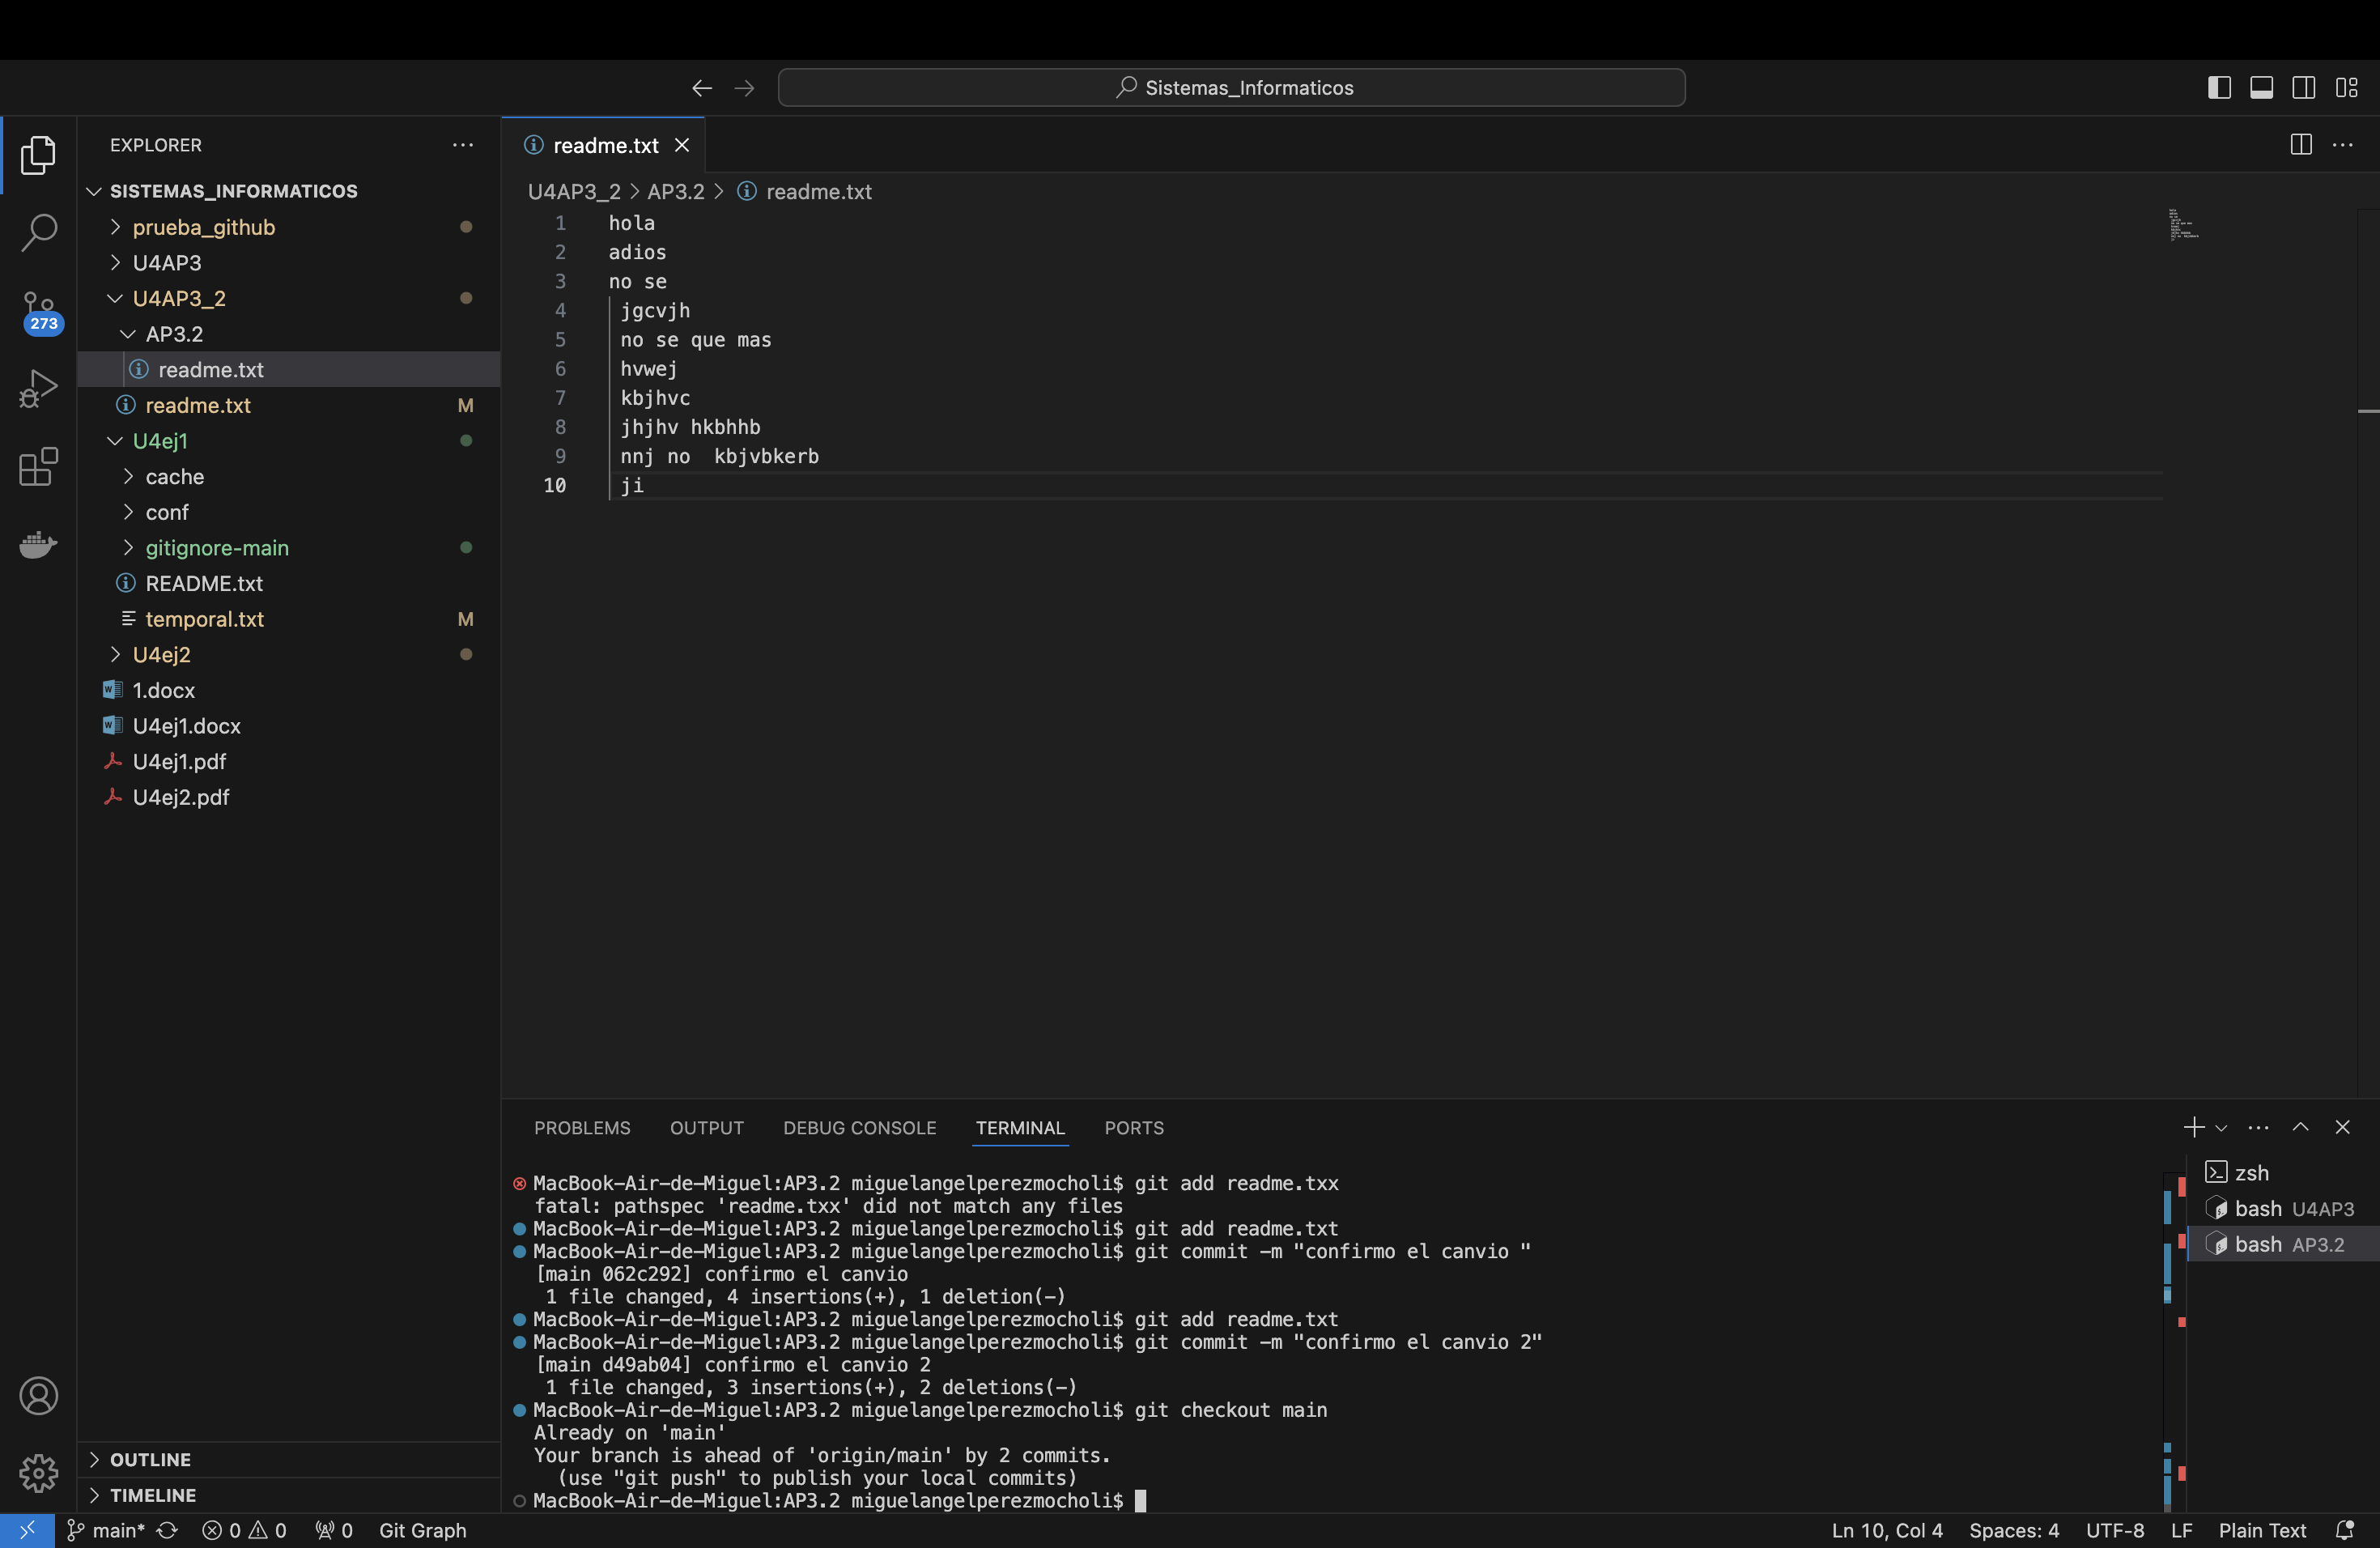 Sistemas_Informaticos
EXPLORER
SISTEMAS_INFORMATICOS
prueba_github
U4AP3
U4AP3_2
AP3.2
readme.txt
readme.txt M
U4ej1
cache
conf
gitignore-main
README.txt
temporal.txt M
U4ej2
1.docx
U4ej1.docx
U4ej1.pdf
U4ej2.pdf
OUTLINE
TIMELINE
273
readme.txt
U4AP3_2 > AP3.2 > readme.txt
1 hola
2 adios
3 no se
4 jgcvjh
5 no se que mas
6 hvwej
7 kbjhvc
8 jhjhv hkbhhb
9 nnj no  kbjvbkerb
10 ji
PROBLEMS OUTPUT DEBUG CONSOLE TERMINAL PORTS
MacBook-Air-de-Miguel:AP3.2 miguelangelperezmocholi$ git add readme.txx
fatal: pathspec 'readme.txx' did not match any files
MacBook-Air-de-Miguel:AP3.2 miguelangelperezmocholi$ git add readme.txt
MacBook-Air-de-Miguel:AP3.2 miguelangelperezmocholi$ git commit -m "confirmo el canvio "
[main 062c292] confirmo el canvio
1 file changed, 4 insertions(+), 1 deletion(-)
MacBook-Air-de-Miguel:AP3.2 miguelangelperezmocholi$ git add readme.txt
MacBook-Air-de-Miguel:AP3.2 miguelangelperezmocholi$ git commit -m "confirmo el canvio 2"
[main d49ab04] confirmo el canvio 2
1 file changed, 3 insertions(+), 2 deletions(-)
MacBook-Air-de-Miguel:AP3.2 miguelangelperezmocholi$ git checkout main
Already on 'main'
Your branch is ahead of 'origin/main' by 2 commits.
(use "git push" to publish your local commits)
MacBook-Air-de-Miguel:AP3.2 miguelangelperezmocholi$
zsh
bash U4AP3
bash AP3.2
main* 0 0 0 Git Graph
Ln 10, Col 4 Spaces: 4 UTF-8 LF Plain Text